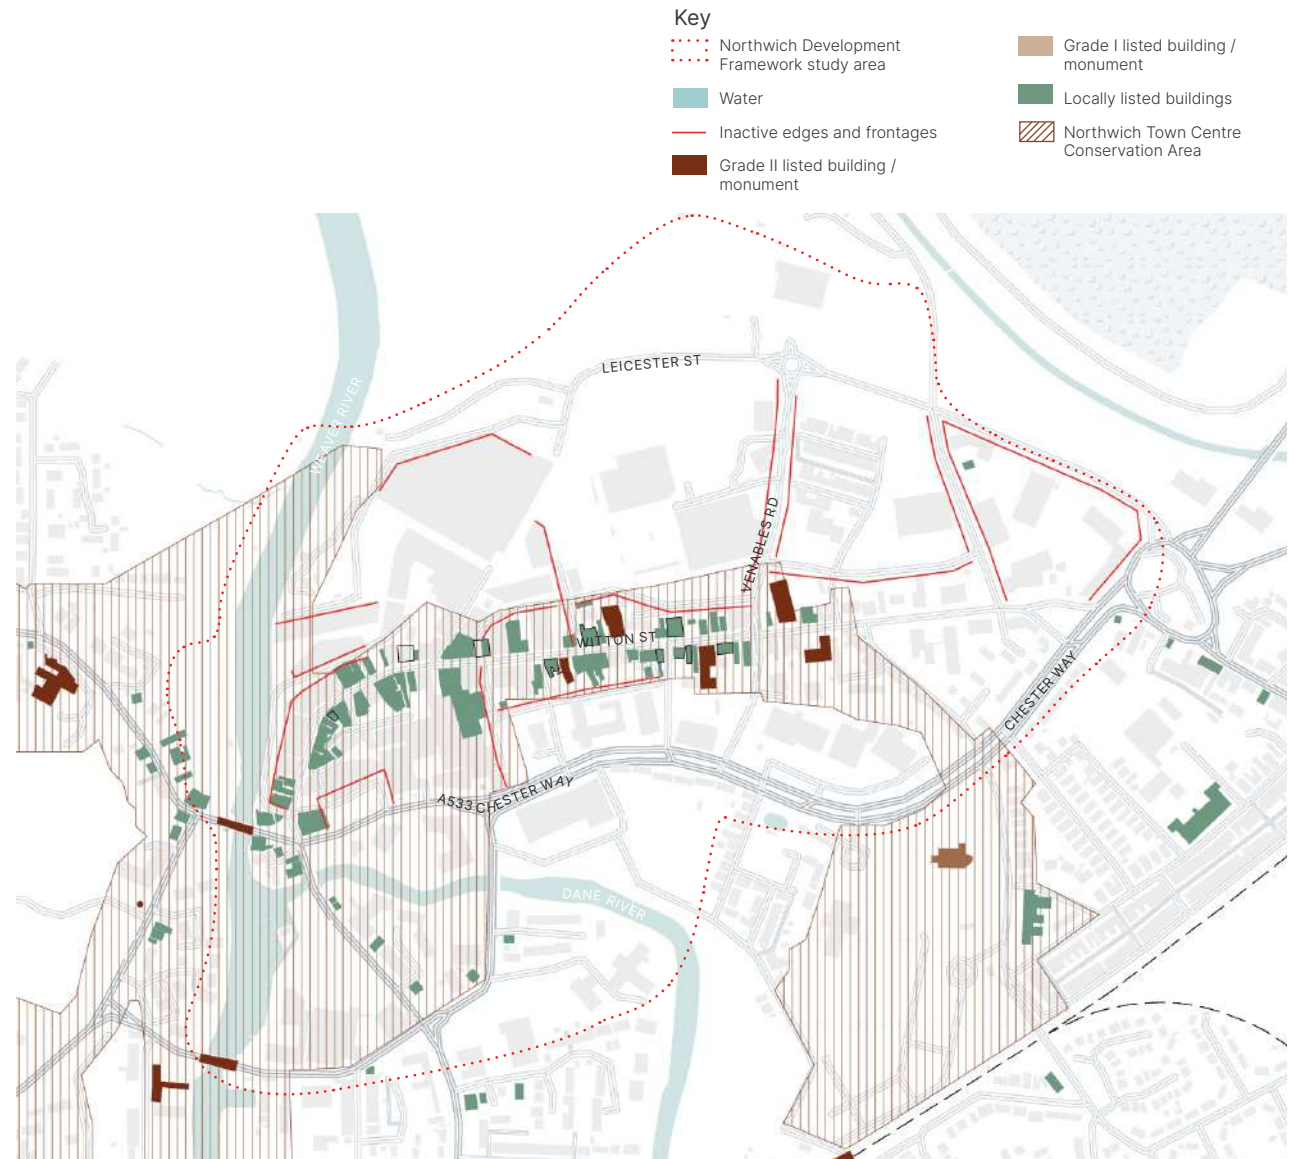 Key
Northwich Development
Framework study area
Water
Inactive edges and frontages
Grade II listed building /
monument
Grade I listed building /
monument
Locally listed buildings
Northwich Town Centre
Conservation Area
LEICESTER ST
WEAVER RIVER
VENABLES RD
WITTON ST
CHESTER WAY
A533 CHESTER WAY
DANE RIVER